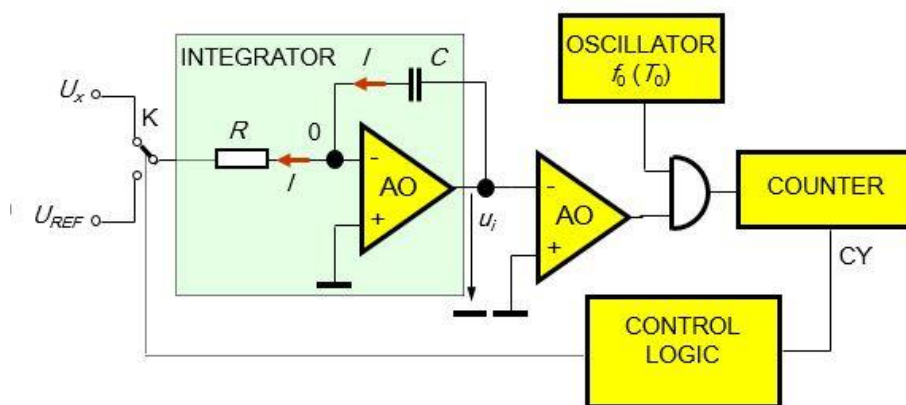 INTEGRATOR
I
C
OSCILLATOR
f0 (T0)
Ux
K
R
0
I
-
AO
+
ui
-
AO
+
COUNTER
UREF
CY
CONTROL
LOGIC